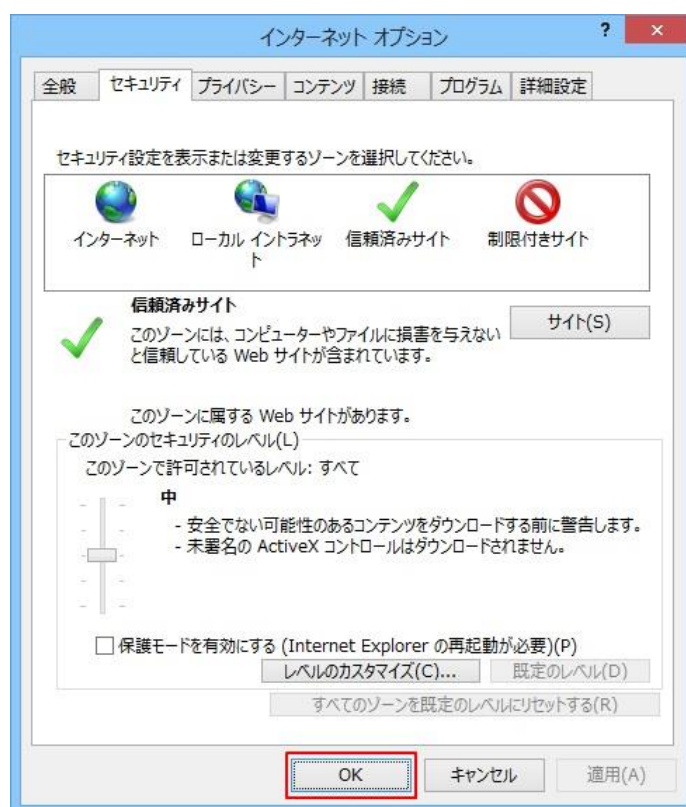 インターネット オプション
?
×
全般 セキュリティ プライバシー コンテンツ 接続 プログラム 詳細設定
セキュリティ設定を表示または変更するゾーンを選択してください。
インターネット ローカル イントラネッ 信頼済みサイト 制限付きサイト
ト
信頼済みサイト
サイト(S)
このゾーンには、コンピューターやファイルに損害を与えない
と信頼している Web サイトが含まれています。
このゾーンに属する Web サイトがあります。
このゾーンのセキュリティのレベル(L)
このゾーンで許可されているレベル: すべて
中
- 安全でない可能性のあるコンテンツをダウンロードする前に警告します。
- 未署名の ActiveX コントロールはダウンロードされません。
保護モードを有効にする (Internet Explorer の再起動が必要)(P)
レベルのカスタマイズ(C)... 既定のレベル(D)
すべてのゾーンを既定のレベルにリセットする(R)
OK キャンセル 適用(A)